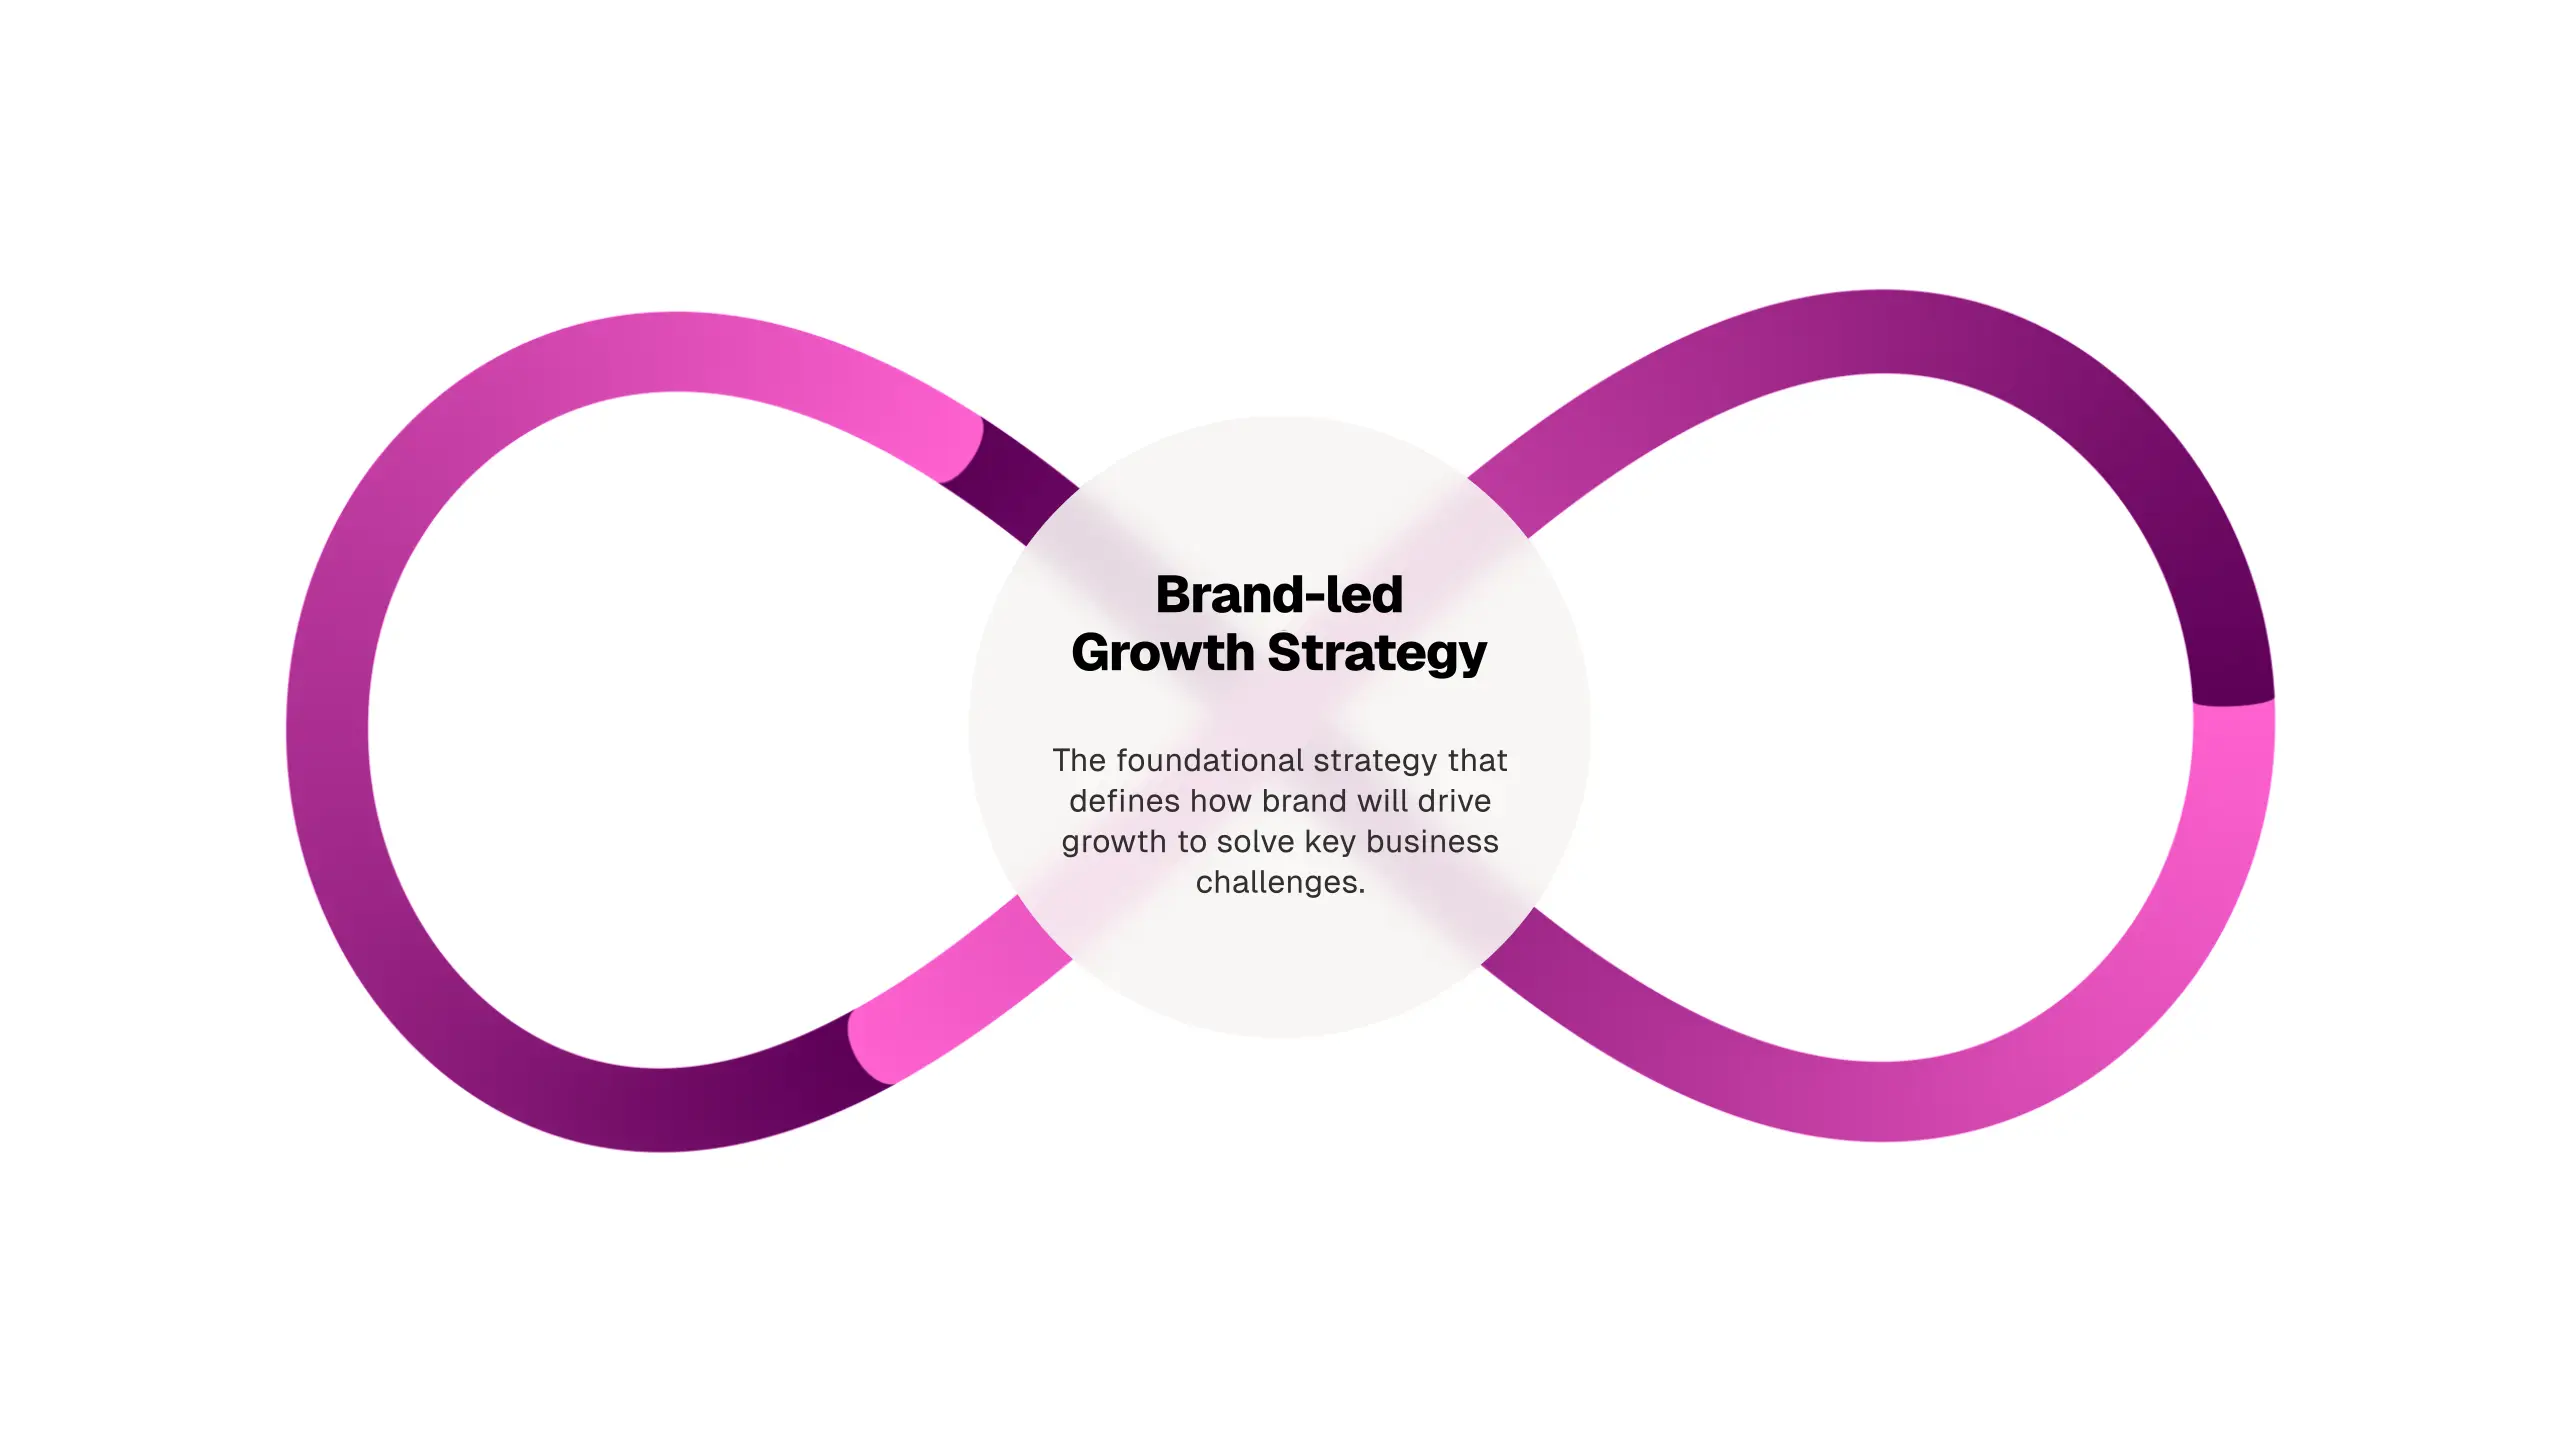 Brand-led
Growth Strategy
The foundational strategy that
defines how brand will drive
growth to solve key business
challenges.